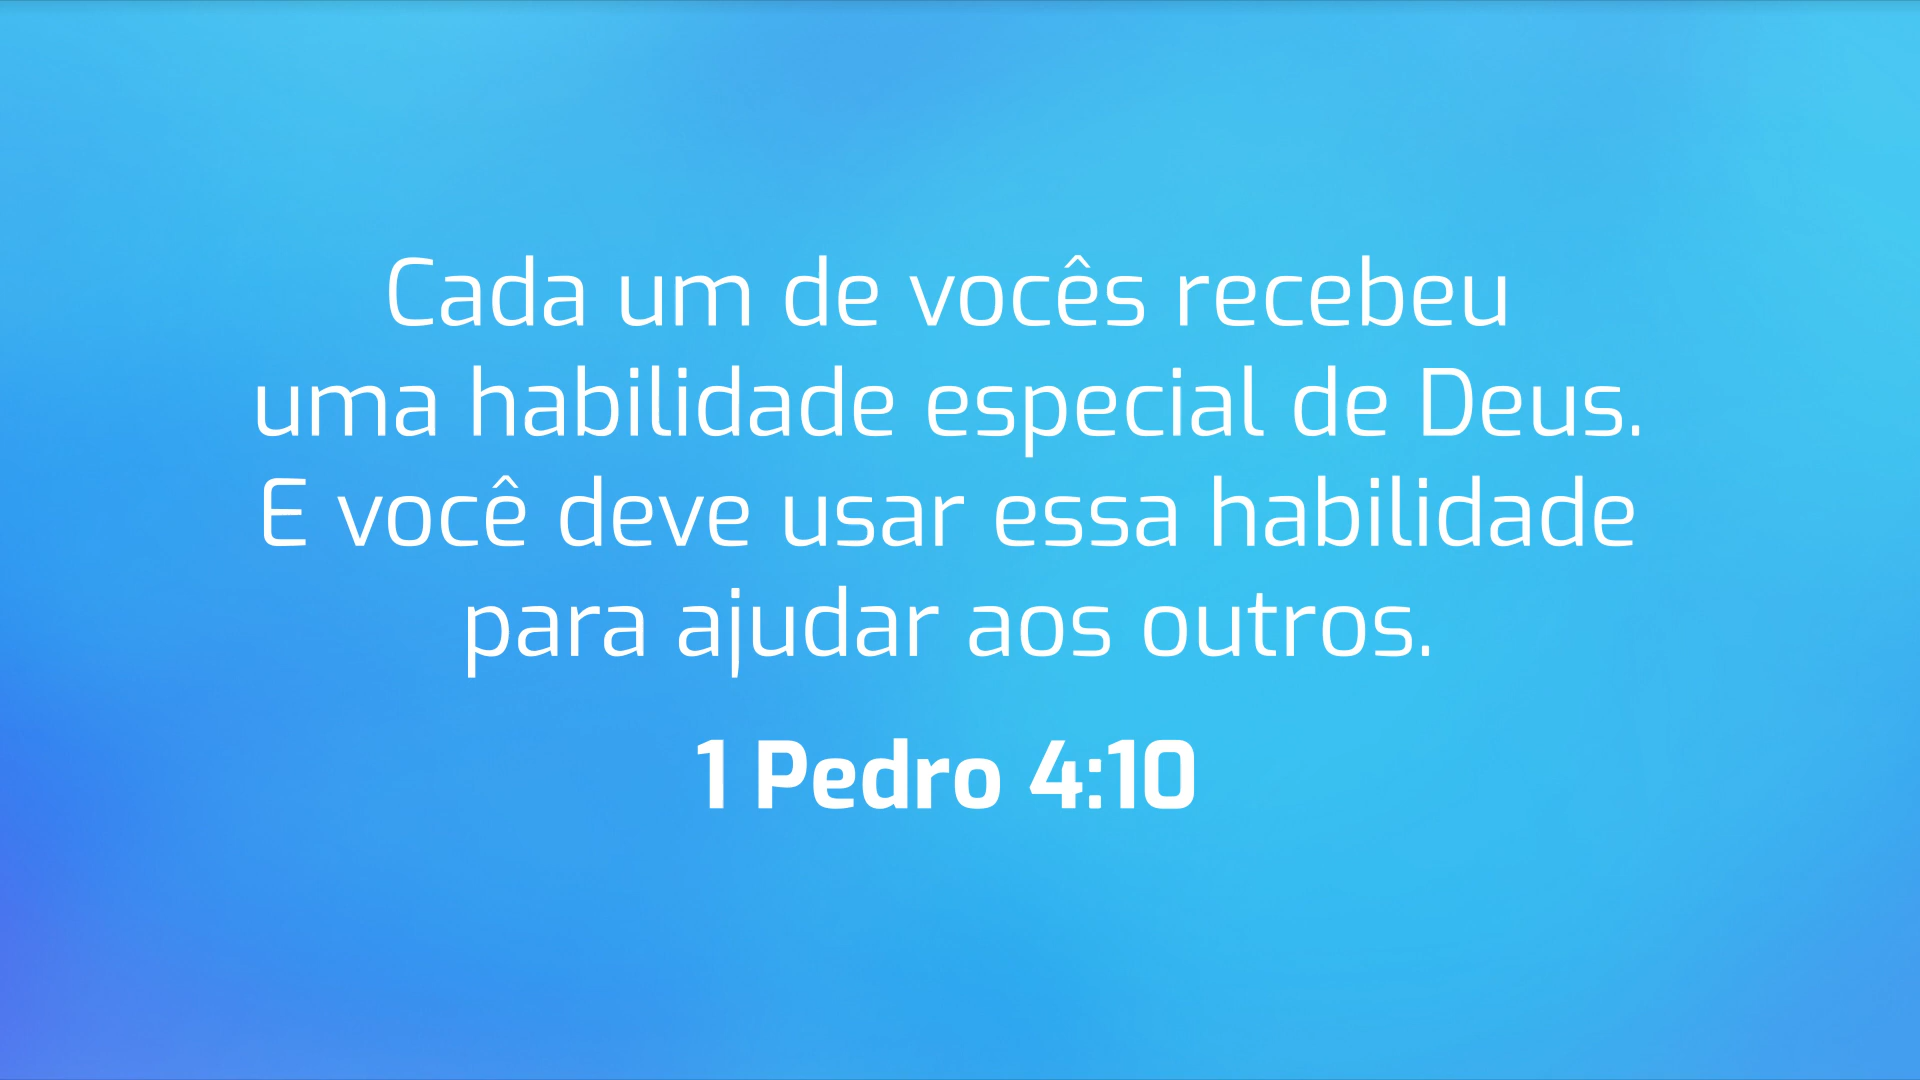 Cada um de vocês recebeu
uma habilidade especial de Deus.
E você deve usar essa habilidade
para ajudar aos outros.
1 Pedro 4:10